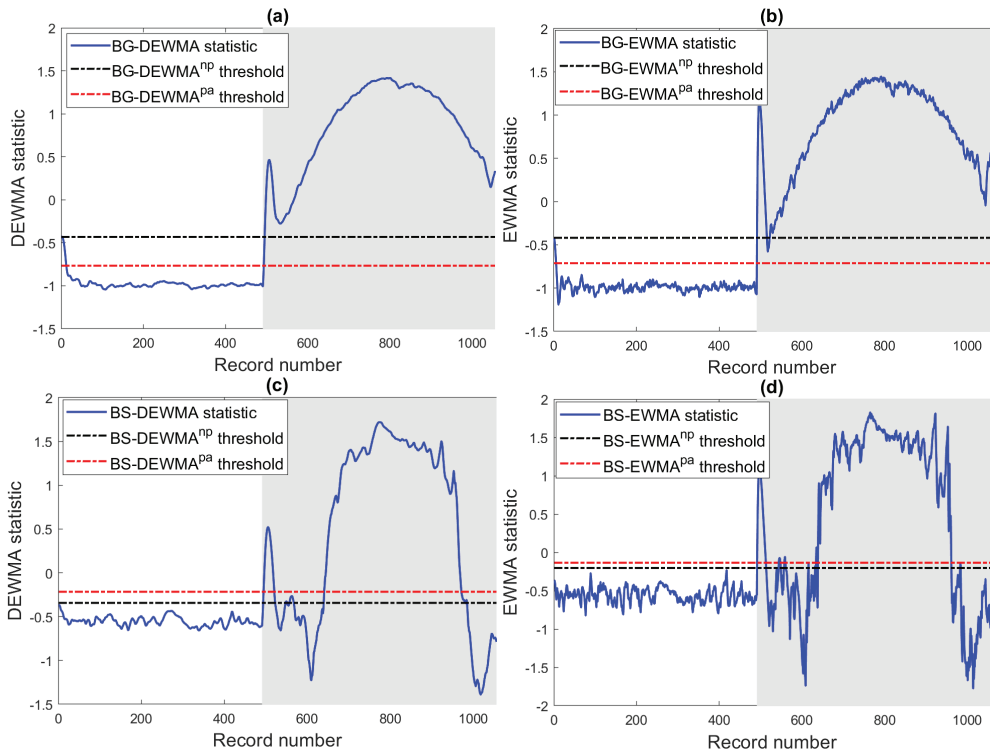 (a)
DEWMA statistic
2
1.5
1
0.5
0
-0.5
-1
-1.5
BG-DEWMA statistic
BG-DEWMA^np threshold
BG-DEWMA^pa threshold
0 200 400 600 800 1000
Record number
(b)
EWMA statistic
2
1.5
1
0.5
0
-0.5
-1
-1.5
BG-EWMA statistic
BG-EWMA^np threshold
BG-EWMA^pa threshold
0 200 400 600 800 1000
Record number
(c)
DEWMA statistic
2
1.5
1
0.5
0
-0.5
-1
-1.5
BS-DEWMA statistic
BS-DEWMA^np threshold
BS-DEWMA^pa threshold
0 200 400 600 800 1000
Record number
(d)
EWMA statistic
2
1.5
1
0.5
0
-0.5
-1
-1.5
-2
BS-EWMA statistic
BS-EWMA^np threshold
BS-EWMA^pa threshold
0 200 400 600 800 1000
Record number